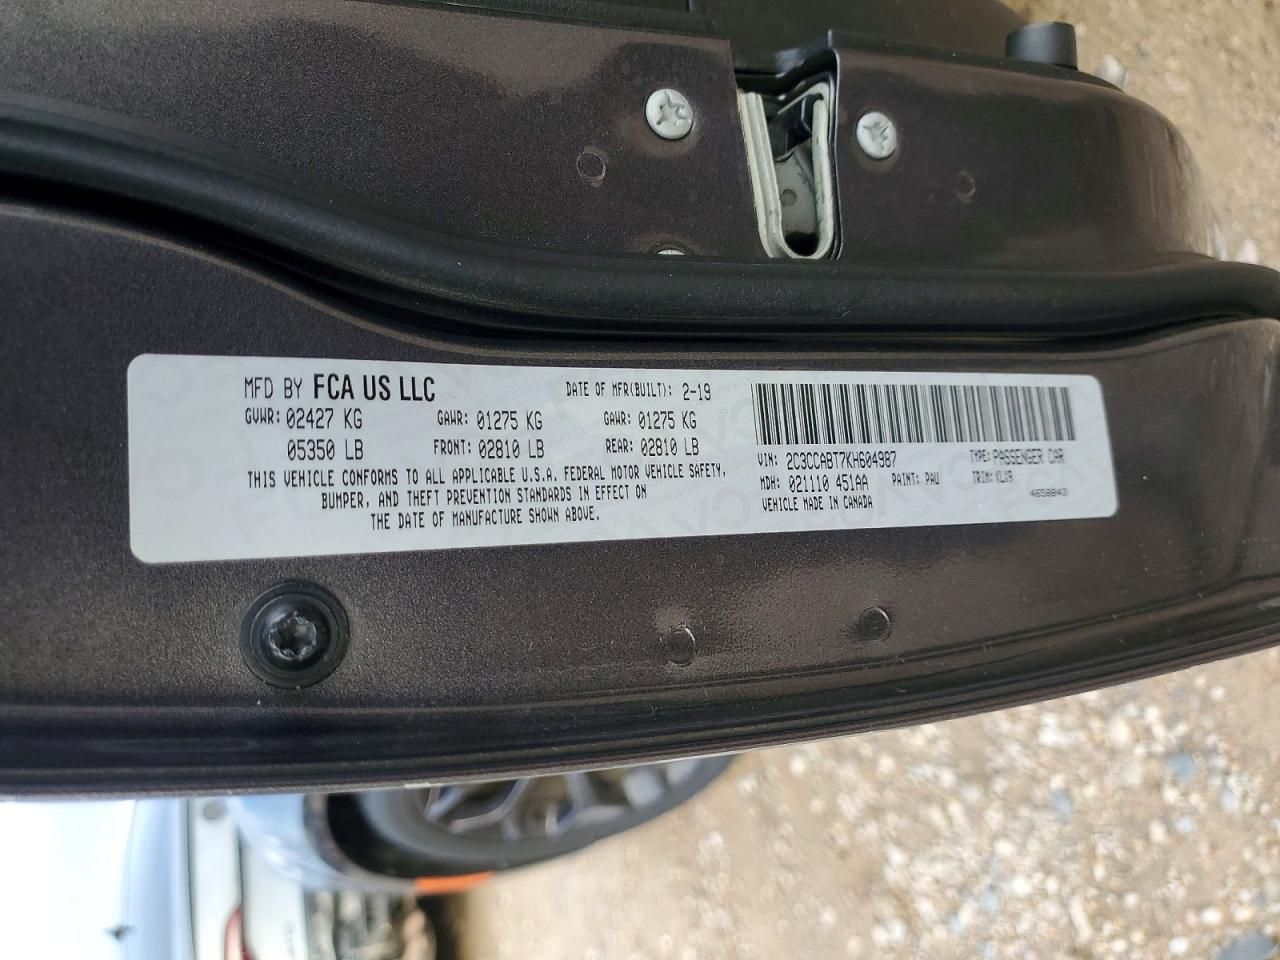 MFD BY FCA US LLC DATE OF MFR(BUILT): 2-19
GVWR: 02427 KG GAWR: 01275 KG GAWR: 01275 KG
05350 LB FRONT: 02810 LB REAR: 02810 LB
THIS VEHICLE CONFORMS TO ALL APPLICABLE U.S.A. FEDERAL MOTOR VEHICLE SAFETY,
BUMPER, AND THEFT PREVENTION STANDARDS IN EFFECT ON
THE DATE OF MANUFACTURE SHOWN ABOVE.
VIN: 2C3CCABT7KH604987 TYPE: PASSENGER CAR
MDH: 021110 451AA PAINT: PAU TRIM: KLX9
VEHICLE MADE IN CANADA 4658843